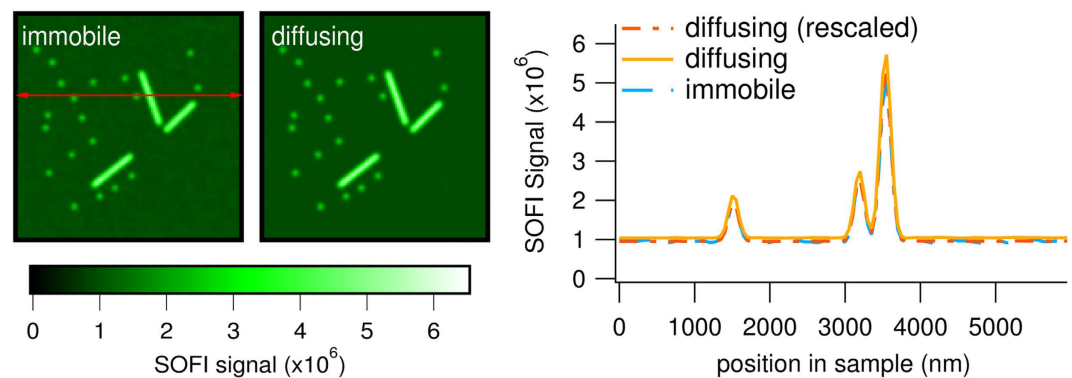 immobile
diffusing
0 1 2 3 4 5 6
SOFI signal (x10⁶)
diffusing (rescaled)
diffusing
immobile
SOFI Signal (x10⁶)
6
5
4
3
2
1
0
0 1000 2000 3000 4000 5000
position in sample (nm)